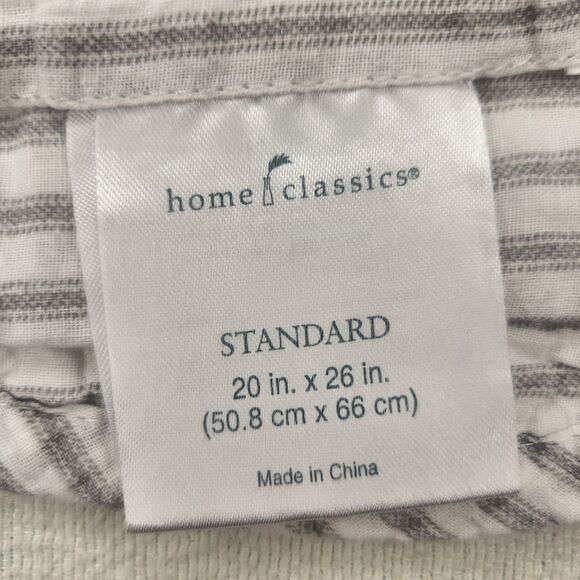 home classics®
STANDARD
20 in. x 26 in.
(50.8 cm x 66 cm)
Made in China